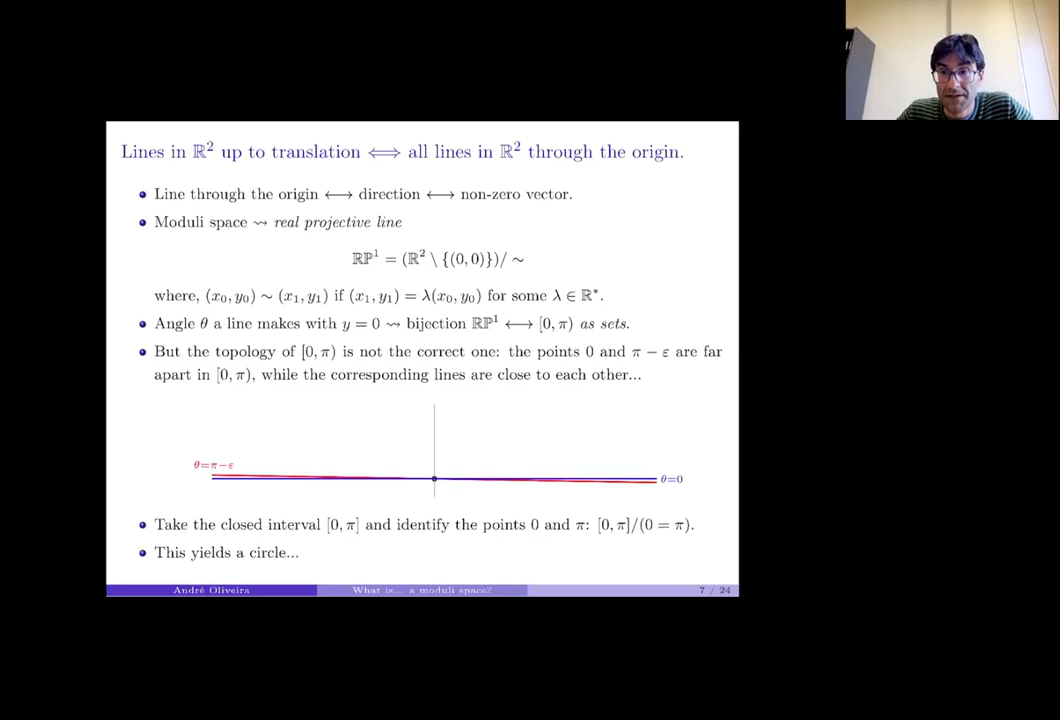 Lines in ℝ² up to translation ⟺ all lines in ℝ² through the origin.
Line through the origin ⟷ direction ⟷ non-zero vector.
Moduli space ⇝ real projective line
ℝℙ¹ = (ℝ² \ {(0, 0)})/ ∼
where, (x₀, y₀) ∼ (x₁, y₁) if (x₁, y₁) = λ(x₀, y₀) for some λ ∈ ℝ*.
Angle θ a line makes with y = 0 ⇝ bijection ℝℙ¹ ⟷ [0, π) as sets.
But the topology of [0, π) is not the correct one: the points 0 and π − ε are far
apart in [0, π), while the corresponding lines are close to each other...
θ=π−ε
θ=0
Take the closed interval [0, π] and identify the points 0 and π: [0, π]/(0 = π).
This yields a circle...
André Oliveira What is... a moduli space? 7 / 24